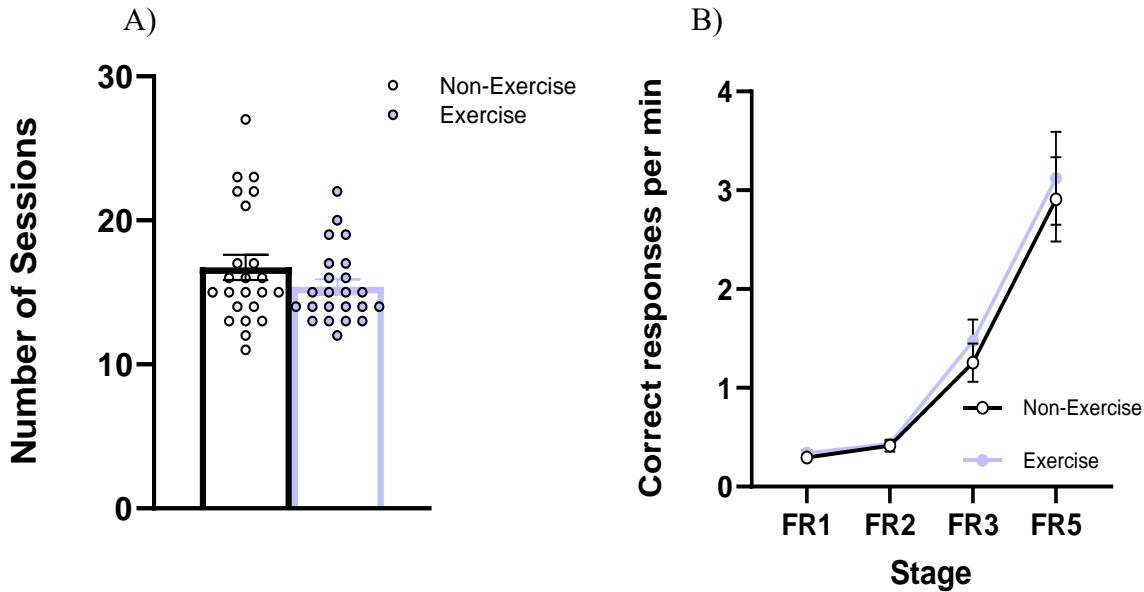 A)
30
20
10
0
Number of Sessions
Non-Exercise
Exercise
B)
4
3
2
1
0
Correct responses per min
Non-Exercise
Exercise
FR1 FR2 FR3 FR5
Stage